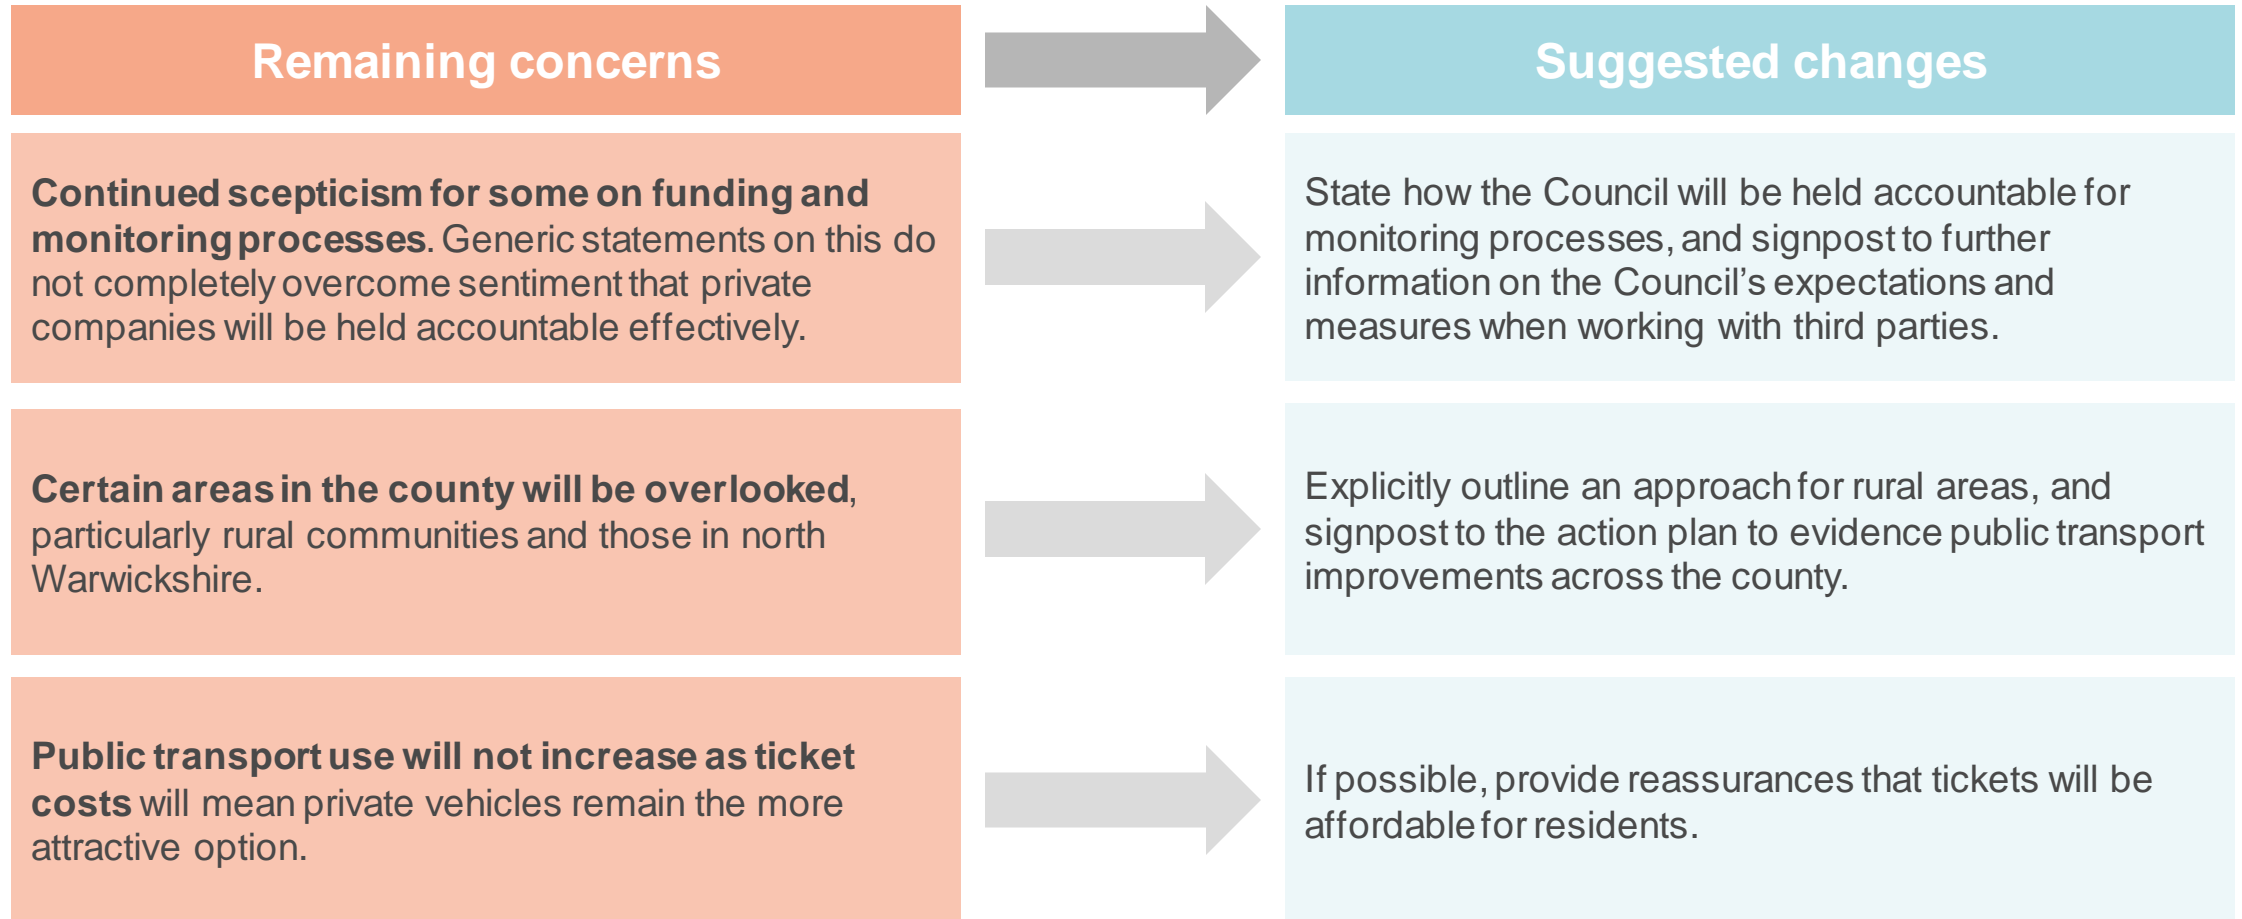 Remaining concerns
Suggested changes
Continued scepticism for some on funding and
monitoring processes. Generic statements on this do
not completely overcome sentiment that private
companies will be held accountable effectively.
State how the Council will be held accountable for
monitoring processes, and signpost to further
information on the Council’s expectations and
measures when working with third parties.
Certain areas in the county will be overlooked,
particularly rural communities and those in north
Warwickshire.
Explicitly outline an approach for rural areas, and
signpost to the action plan to evidence public transport
improvements across the county.
Public transport use will not increase as ticket
costs will mean private vehicles remain the more
attractive option.
If possible, provide reassurances that tickets will be
affordable for residents.